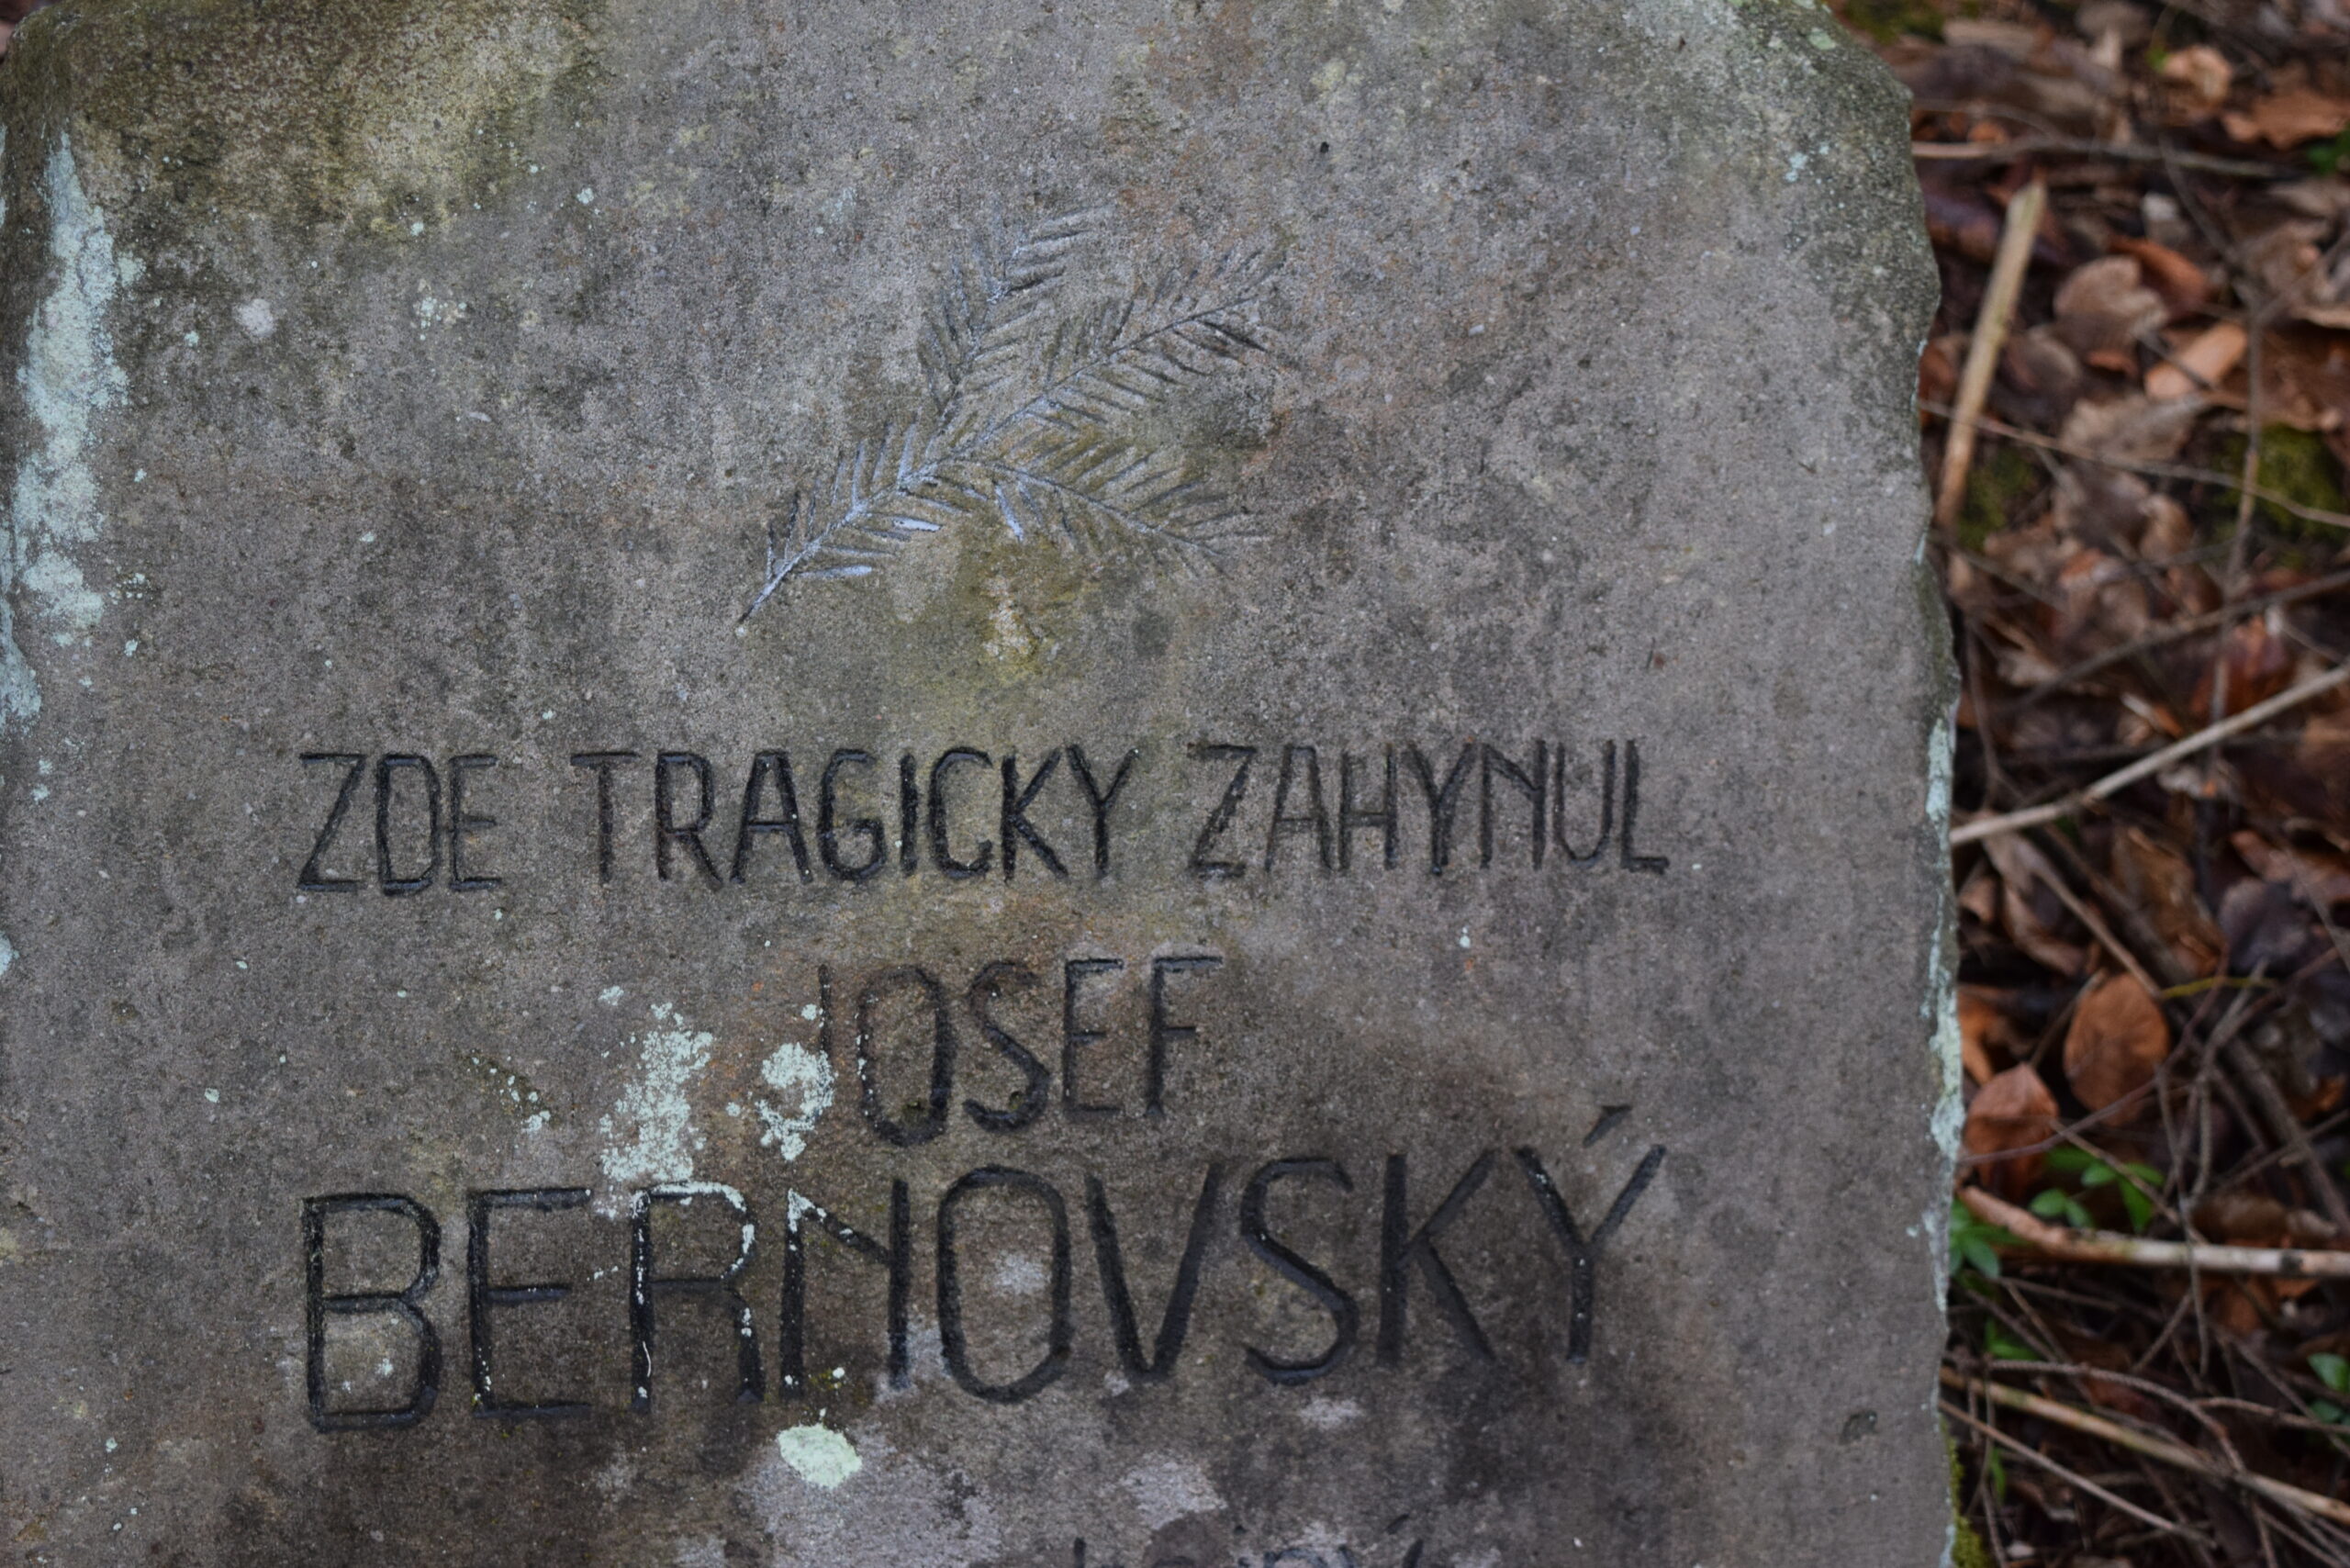 ZDE TRAGICKY ZAHYNUL
JOSEF
BERNOVSKÝ